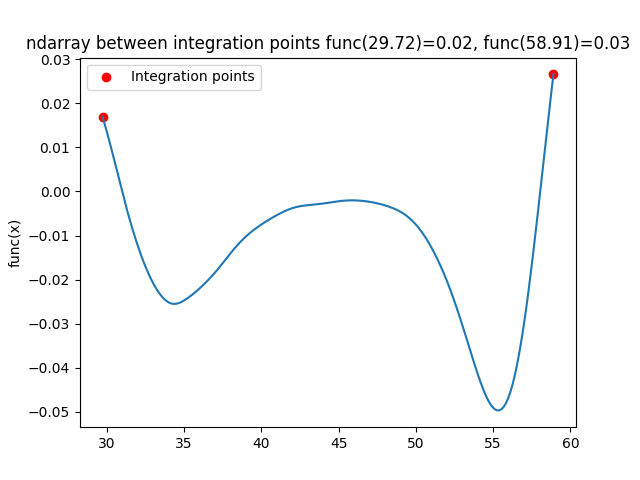 ndarray between integration points func(29.72)=0.02, func(58.91)=0.03
Integration points
func(x)
0.03
0.02
0.01
0.00
−0.01
−0.02
−0.03
−0.04
−0.05
30 35 40 45 50 55 60